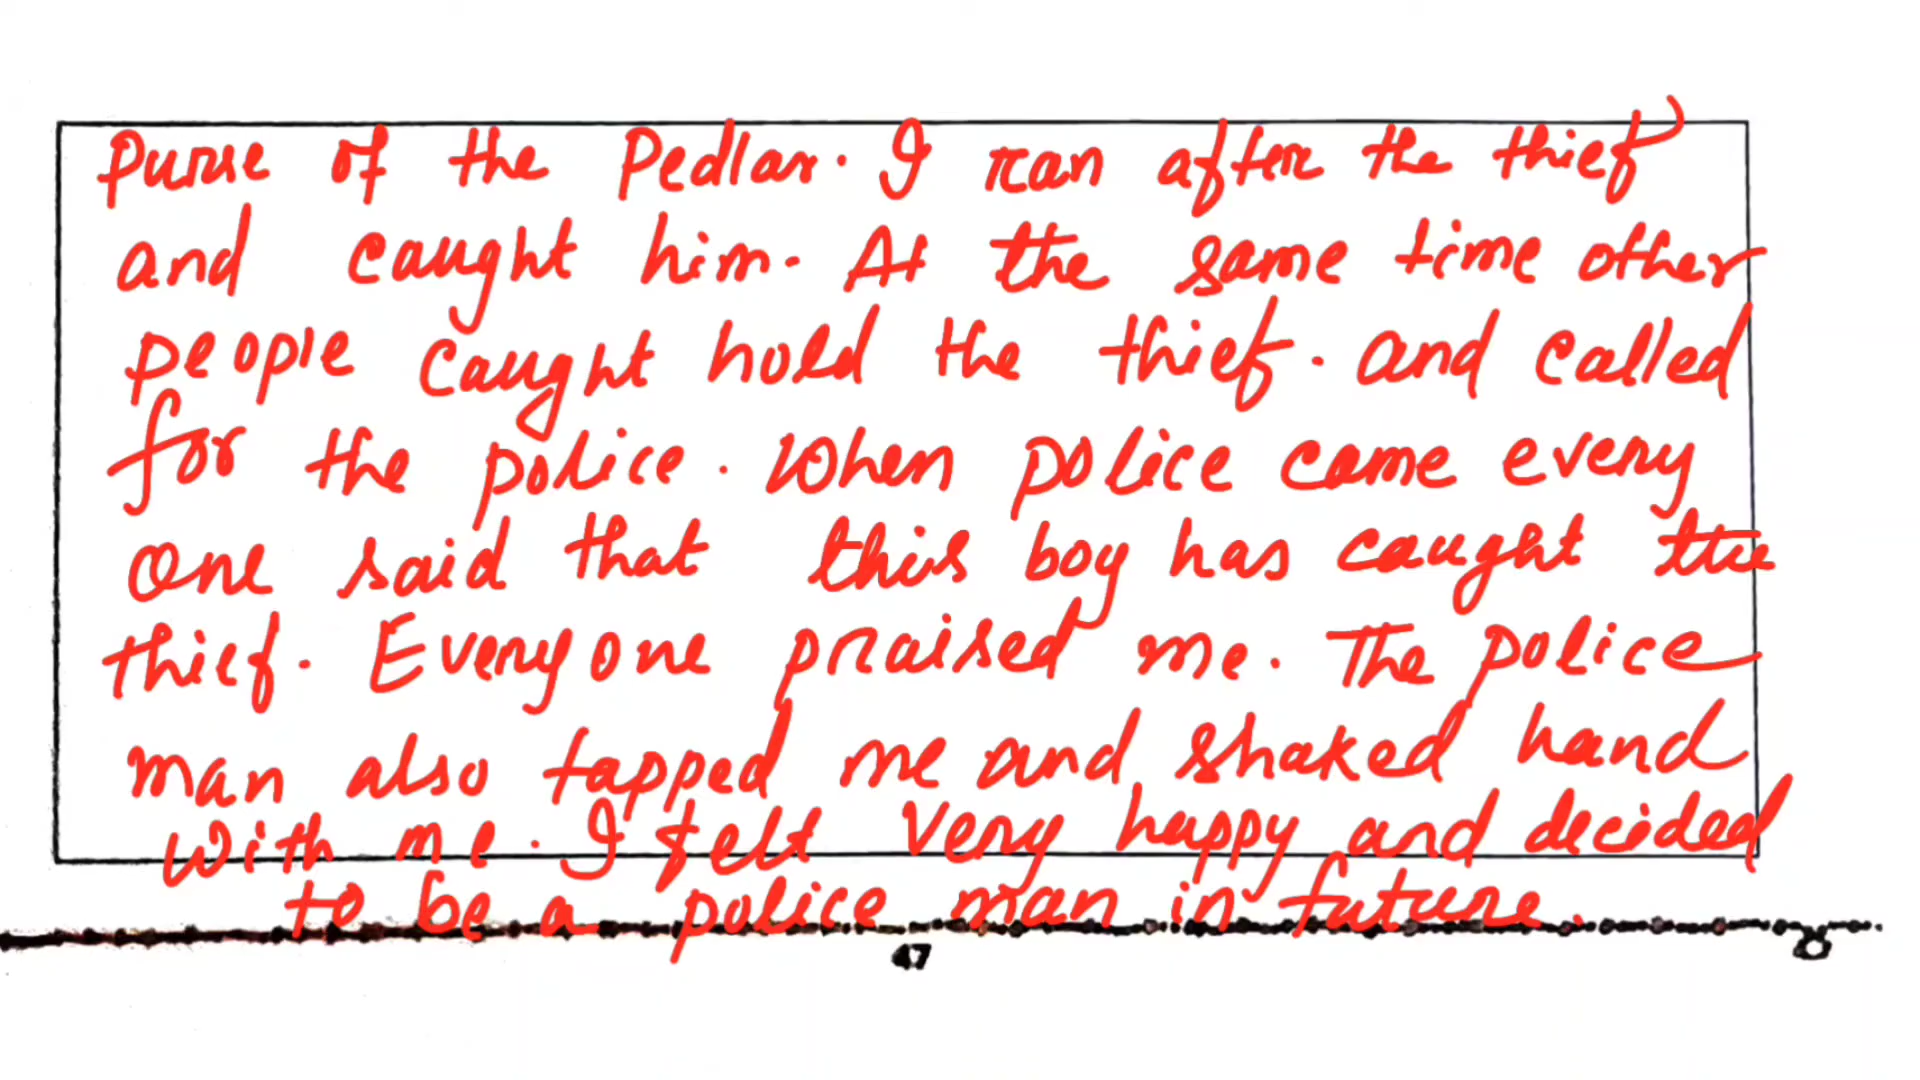 purse of the Pedlar. I ran after the thief
and caught him. At the same time other
people caught hold the thief. and called
for the police. When police came every
one said that this boy has caught the
thief. Everyone praised me. The police
man also tapped me and shaked hand
with me. I felt very happy and decided
to be a police man in future.
47